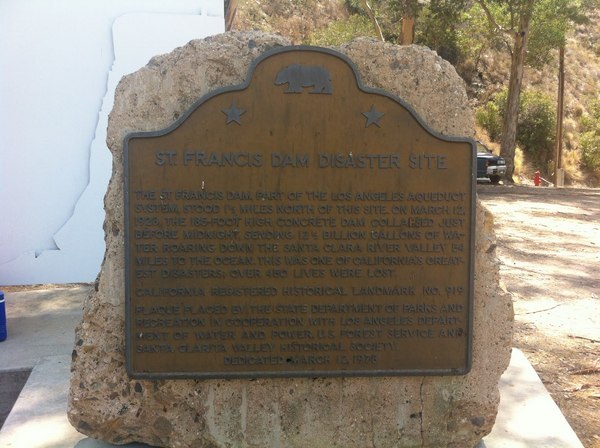 ST. FRANCIS DAM DISASTER SITE
THE ST. FRANCIS DAM, PART OF THE LOS ANGELES AQUEDUCT
SYSTEM, STOOD 1½ MILES NORTH OF THIS SITE. ON MARCH 12,
1928, THE 185-FOOT HIGH CONCRETE DAM COLLAPSED JUST
BEFORE MIDNIGHT, SENDING 12.4 BILLION GALLONS OF WA-
TER ROARING DOWN THE SANTA CLARA RIVER VALLEY 54
MILES TO THE OCEAN. THIS WAS ONE OF CALIFORNIA'S GREAT-
EST DISASTERS; OVER 450 LIVES WERE LOST.
CALIFORNIA REGISTERED HISTORICAL LANDMARK NO. 919
PLAQUE PLACED BY THE STATE DEPARTMENT OF PARKS AND
RECREATION IN COOPERATION WITH LOS ANGELES DEPART-
MENT OF WATER AND POWER, U.S. FOREST SERVICE AND
SANTA CLARITA VALLEY HISTORICAL SOCIETY.
DEDICATED MARCH 12, 1978